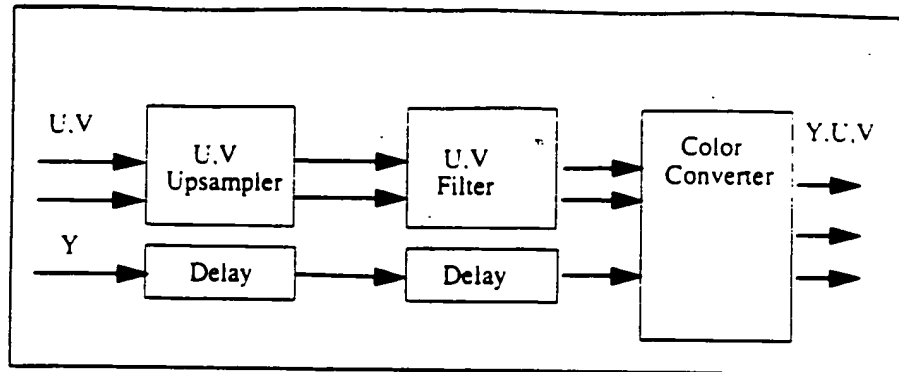 U.V
U.V
Upsampler
U.V
Filter
Color
Converter
Y.U.V
Y
Delay
Delay